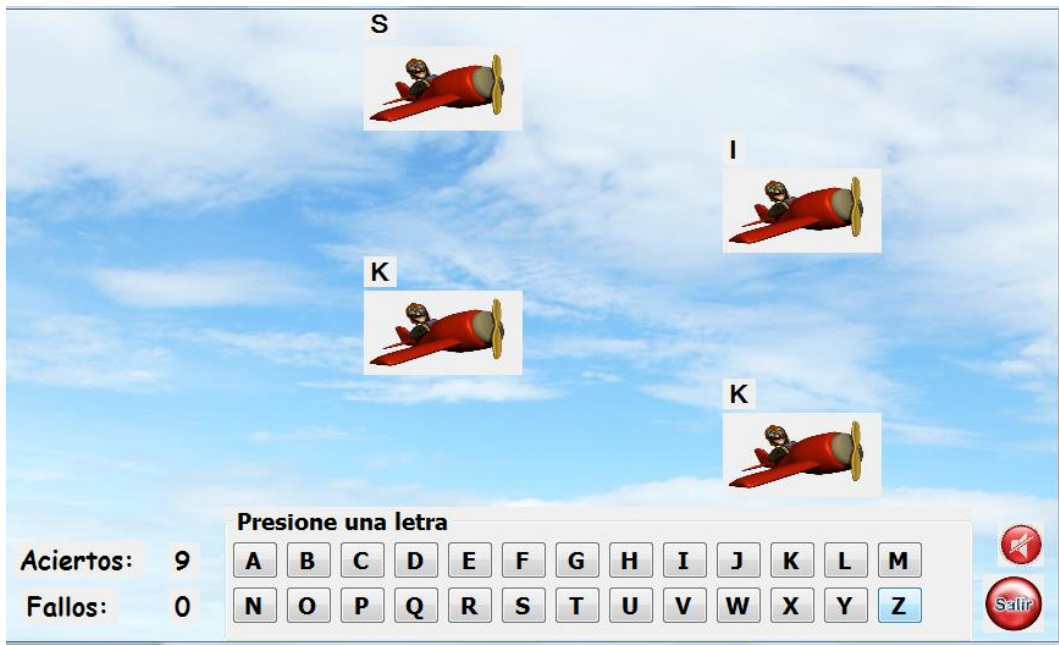 S
I
K
K
Presione una letra
Aciertos: 9
A B C D E F G H I J K L M
Fallos: 0
N O P Q R S T U V W X Y Z
Salir